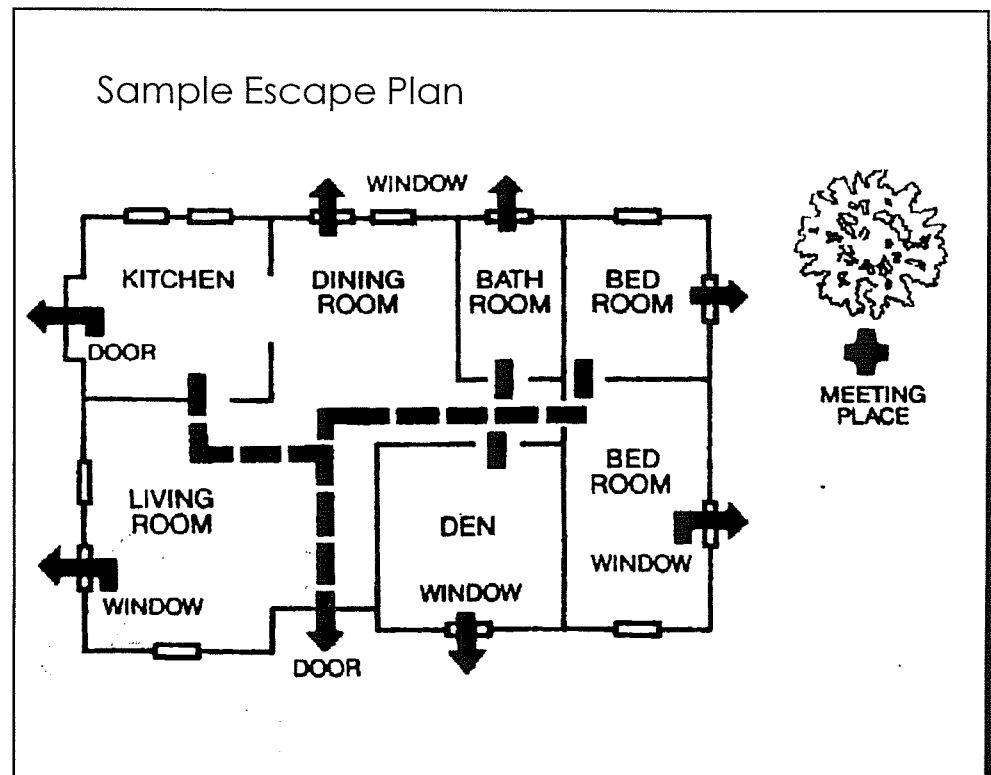 Sample Escape Plan
WINDOW
KITCHEN
DINING
ROOM
BATH
ROOM
BED
ROOM
DOOR
MEETING
PLACE
LIVING
ROOM
BED
ROOM
DEN
WINDOW
WINDOW
WINDOW
DOOR